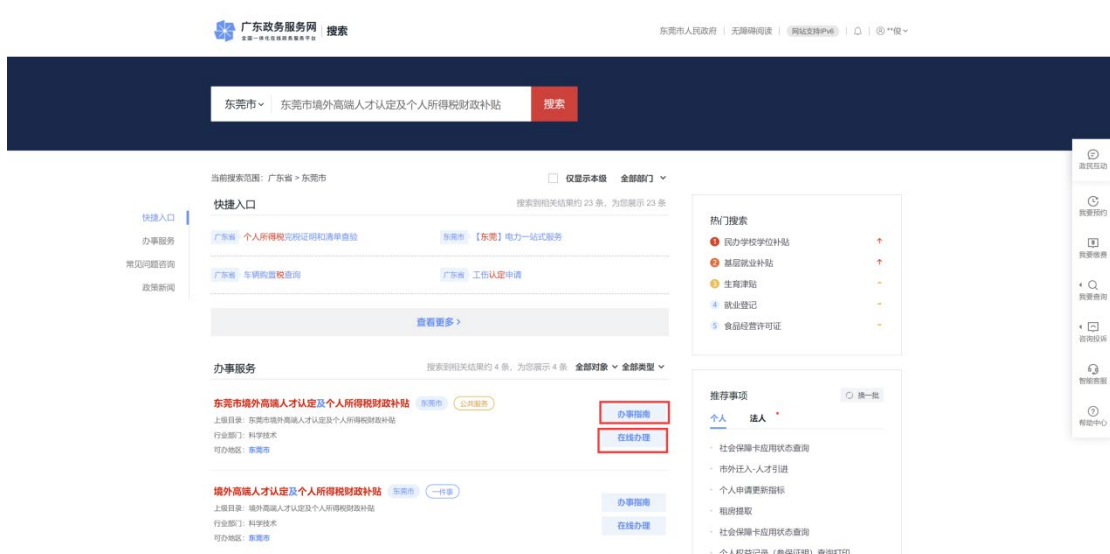 广东政务服务网 搜索
全国一体化在线政务服务平台
东莞市人民政府 | 无障碍阅读 | 网站支持IPv6 | **俊
东莞市 东莞市境外高端人才认定及个人所得税财政补贴 搜索
当前搜索范围：广东省 > 东莞市
仅显示本级 全部部门
快捷入口
办事服务
常见问题咨询
政策新闻
快捷入口 搜索到相关结果约 23 条，为您展示 23 条
广东省 个人所得税完税证明和清单查验
东莞市 【东莞】电力一站式服务
广东省 车辆购置税查询
广东省 工伤认定申请
查看更多 >
办事服务 搜索到相关结果约 4 条，为您展示 4 条 全部对象 全部类型
东莞市境外高端人才认定及个人所得税财政补贴 东莞市 公共服务
上级目录：东莞市境外高端人才认定及个人所得税财政补贴
行业部门：科学技术
可办地区：东莞市
办事指南
在线办理
境外高端人才认定及个人所得税财政补贴 东莞市 一件事
上级目录：境外高端人才认定及个人所得税财政补贴
行业部门：科学技术
可办地区：东莞市
办事指南
在线办理
热门搜索
1 民办学校学位补贴
2 基层就业补贴
3 生育津贴
4 就业登记
5 食品经营许可证
推荐事项 换一批
个人 法人
· 社会保障卡应用状态查询
· 市外迁入-人才引进
· 个人申请更新指标
· 租房提取
· 社会保障卡应用状态查询
· 个人权益记录（参保证明）查询打印
政民互动
我要预约
我要缴费
我要查询
咨询投诉
智能客服
帮助中心